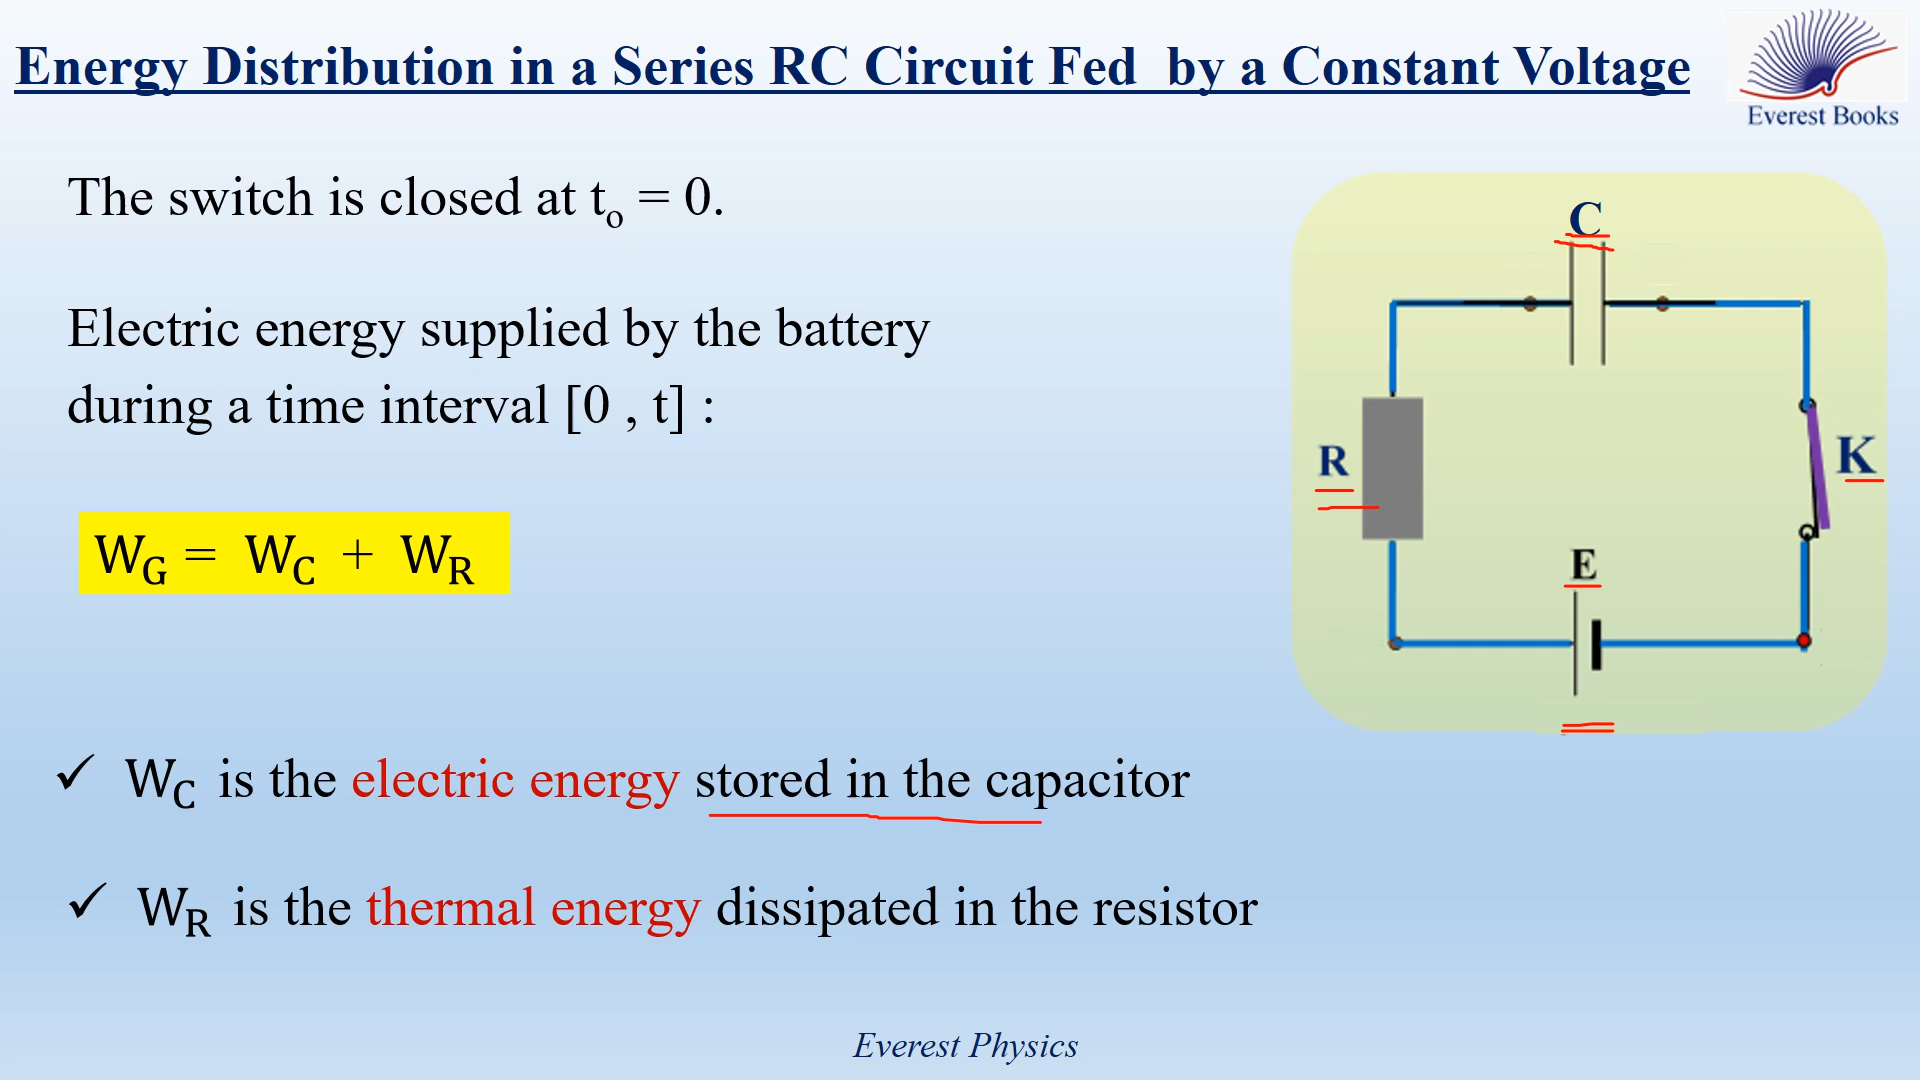 Energy Distribution in a Series RC Circuit Fed by a Constant Voltage
Everest Books
The switch is closed at tₒ = 0.
Electric energy supplied by the battery
during a time interval [0 , t] :
W_G = W_C + W_R
C
R
K
E
✓ W_C is the electric energy stored in the capacitor
✓ W_R is the thermal energy dissipated in the resistor
Everest Physics